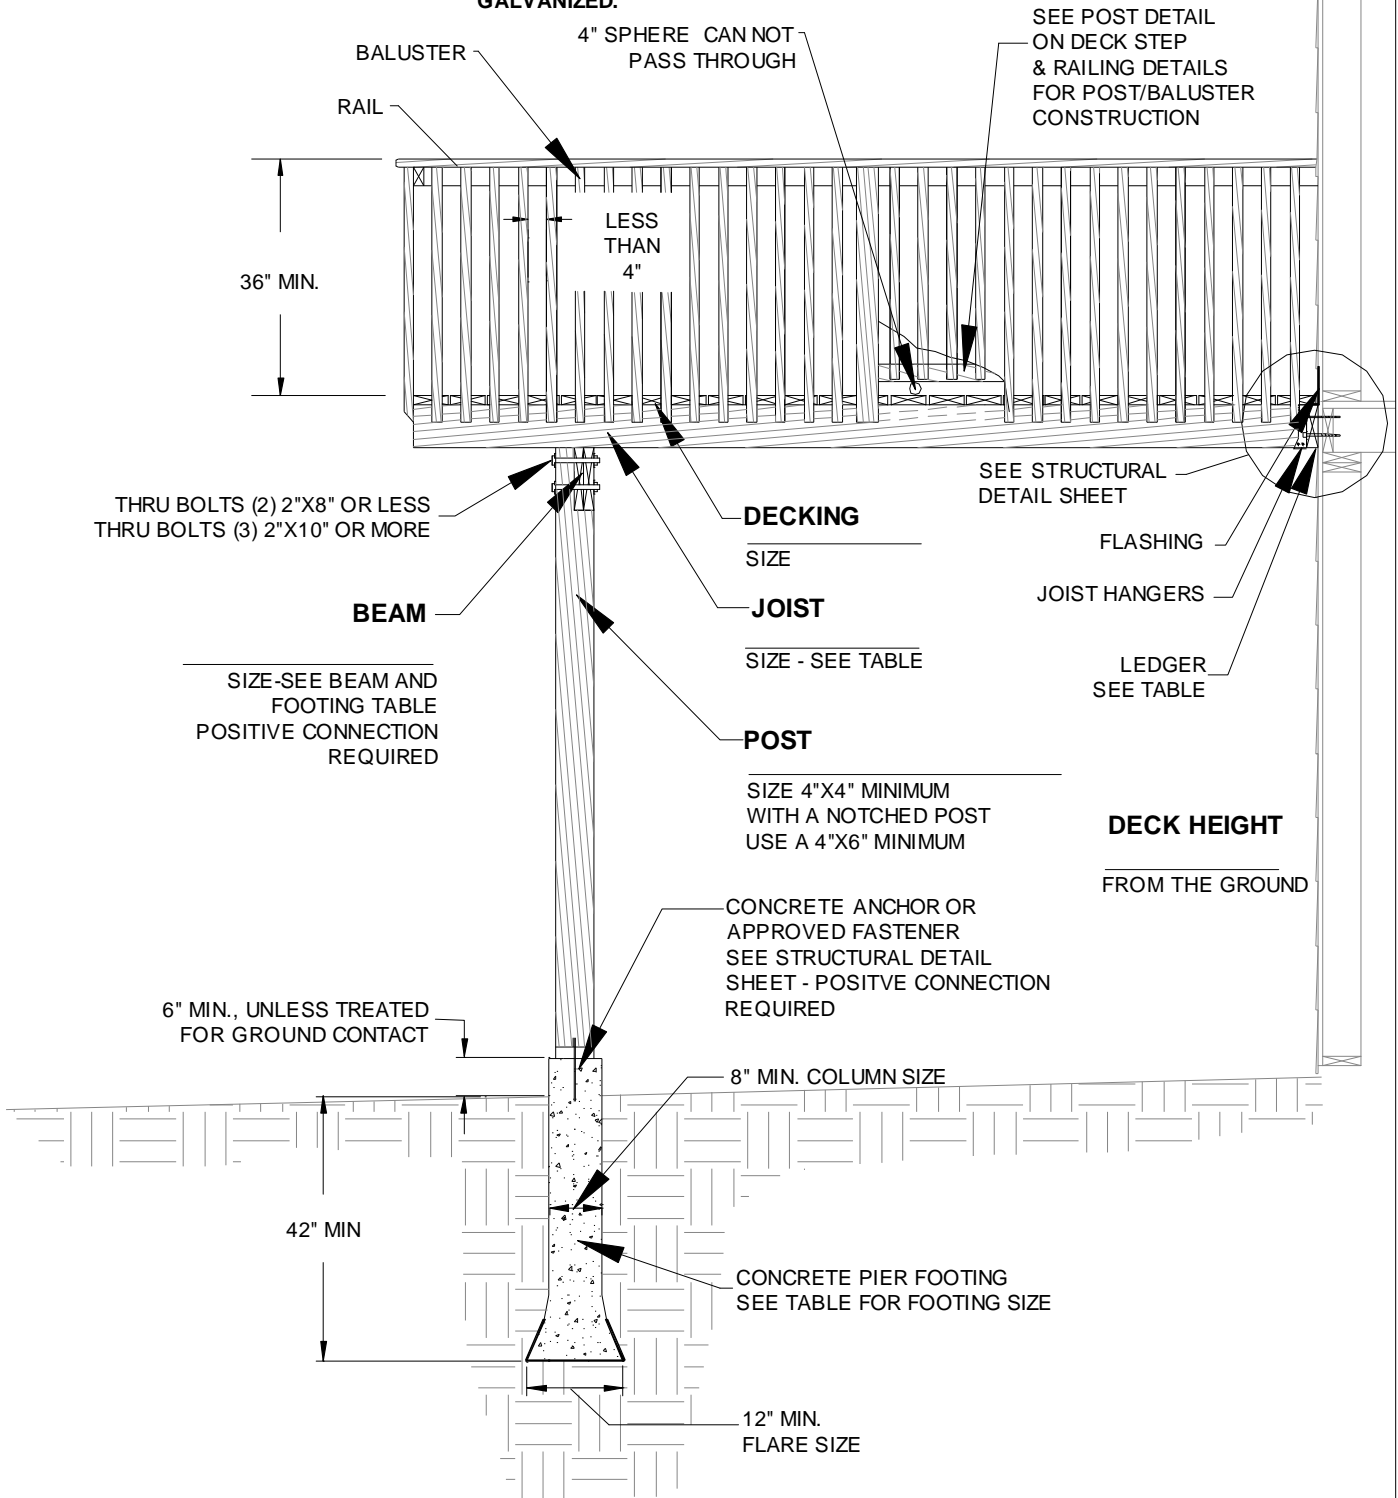 GALVANIZED.
4" SPHERE CAN NOT
PASS THROUGH
SEE POST DETAIL
ON DECK STEP
& RAILING DETAILS
FOR POST/BALUSTER
CONSTRUCTION
BALUSTER
RAIL
LESS
THAN
4"
36" MIN.
SEE STRUCTURAL
DETAIL SHEET
THRU BOLTS (2) 2"X8" OR LESS
THRU BOLTS (3) 2"X10" OR MORE
DECKING
SIZE
FLASHING
JOIST HANGERS
BEAM
JOIST
SIZE - SEE TABLE
LEDGER
SEE TABLE
SIZE-SEE BEAM AND
FOOTING TABLE
POSITIVE CONNECTION
REQUIRED
POST
SIZE 4"X4" MINIMUM
WITH A NOTCHED POST
USE A 4"X6" MINIMUM
DECK HEIGHT
FROM THE GROUND
CONCRETE ANCHOR OR
APPROVED FASTENER
SEE STRUCTURAL DETAIL
SHEET - POSITVE CONNECTION
REQUIRED
6" MIN., UNLESS TREATED
FOR GROUND CONTACT
8" MIN. COLUMN SIZE
42" MIN
CONCRETE PIER FOOTING
SEE TABLE FOR FOOTING SIZE
12" MIN.
FLARE SIZE